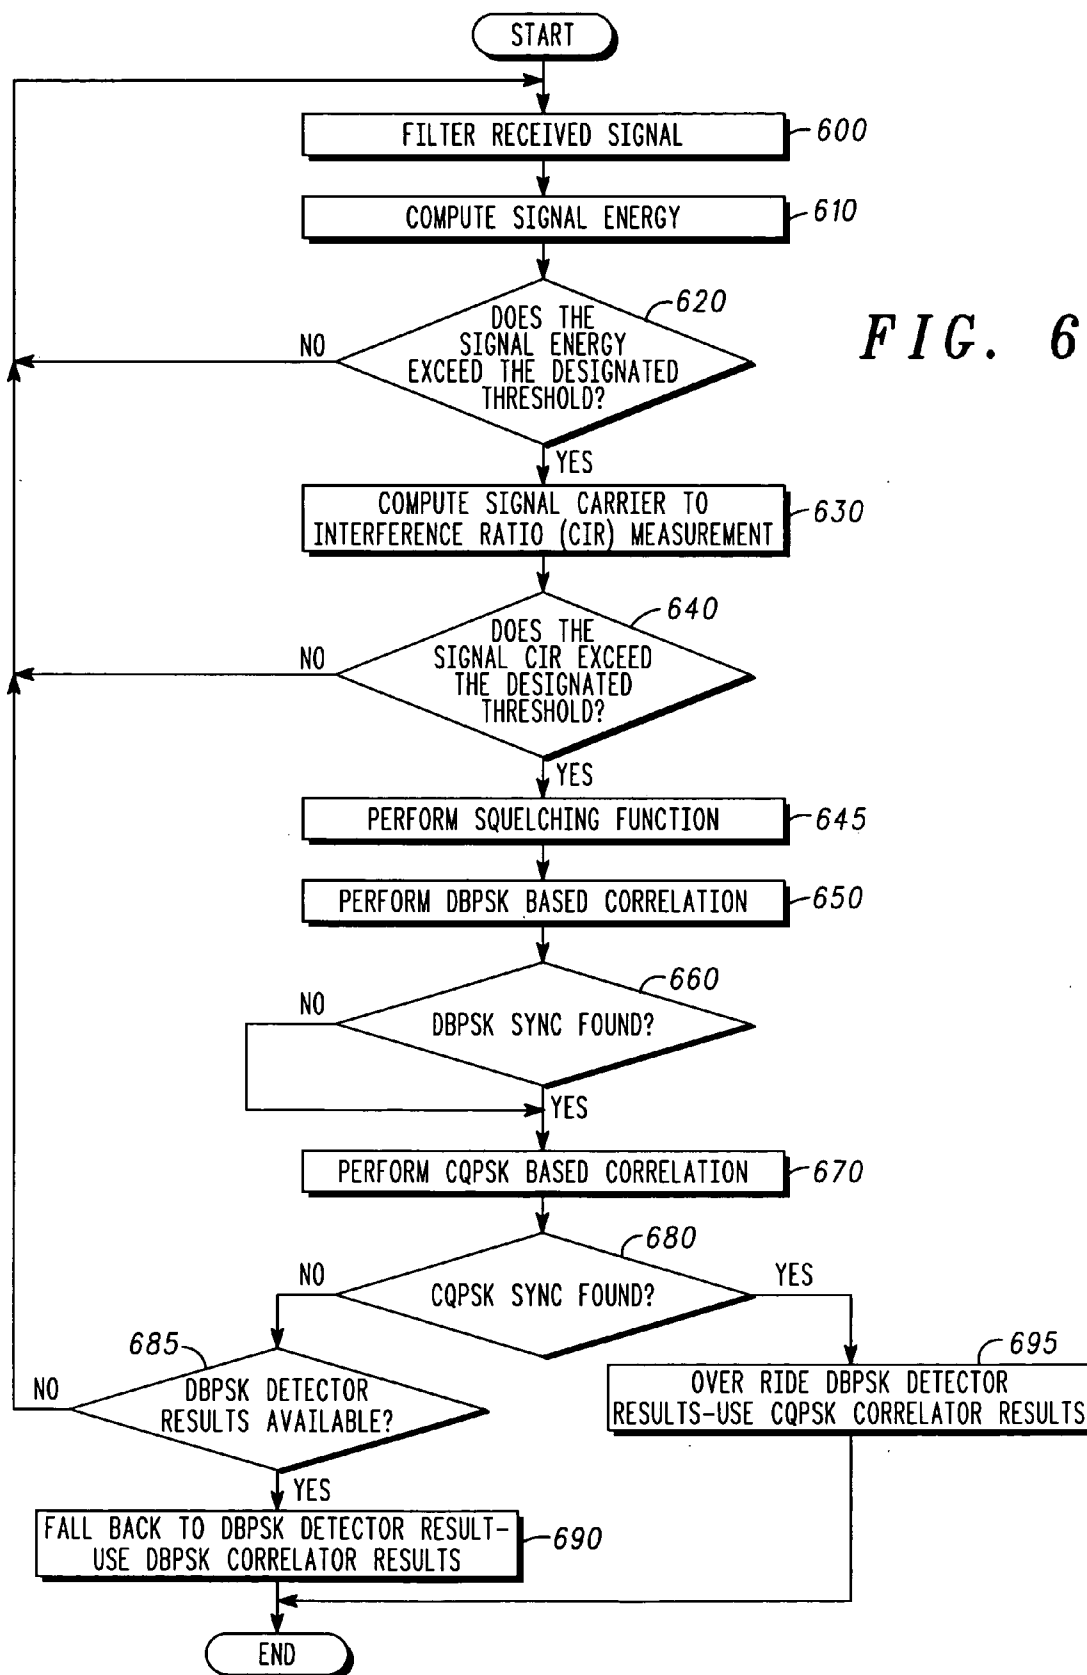 START
FILTER RECEIVED SIGNAL
600
COMPUTE SIGNAL ENERGY
610
620
DOES THE
SIGNAL ENERGY
EXCEED THE DESIGNATED
THRESHOLD?
NO
FIG. 6
YES
COMPUTE SIGNAL CARRIER TO
INTERFERENCE RATIO (CIR) MEASUREMENT
630
640
DOES THE
SIGNAL CIR EXCEED
THE DESIGNATED
THRESHOLD?
NO
YES
PERFORM SQUELCHING FUNCTION
645
PERFORM DBPSK BASED CORRELATION
650
660
NO
DBPSK SYNC FOUND?
YES
PERFORM CQPSK BASED CORRELATION
670
680
NO
CQPSK SYNC FOUND?
YES
685
NO
DBPSK DETECTOR
RESULTS AVAILABLE?
695
OVER RIDE DBPSK DETECTOR
RESULTS-USE CQPSK CORRELATOR RESULTS
YES
FALL BACK TO DBPSK DETECTOR RESULT-
USE DBPSK CORRELATOR RESULTS
690
END